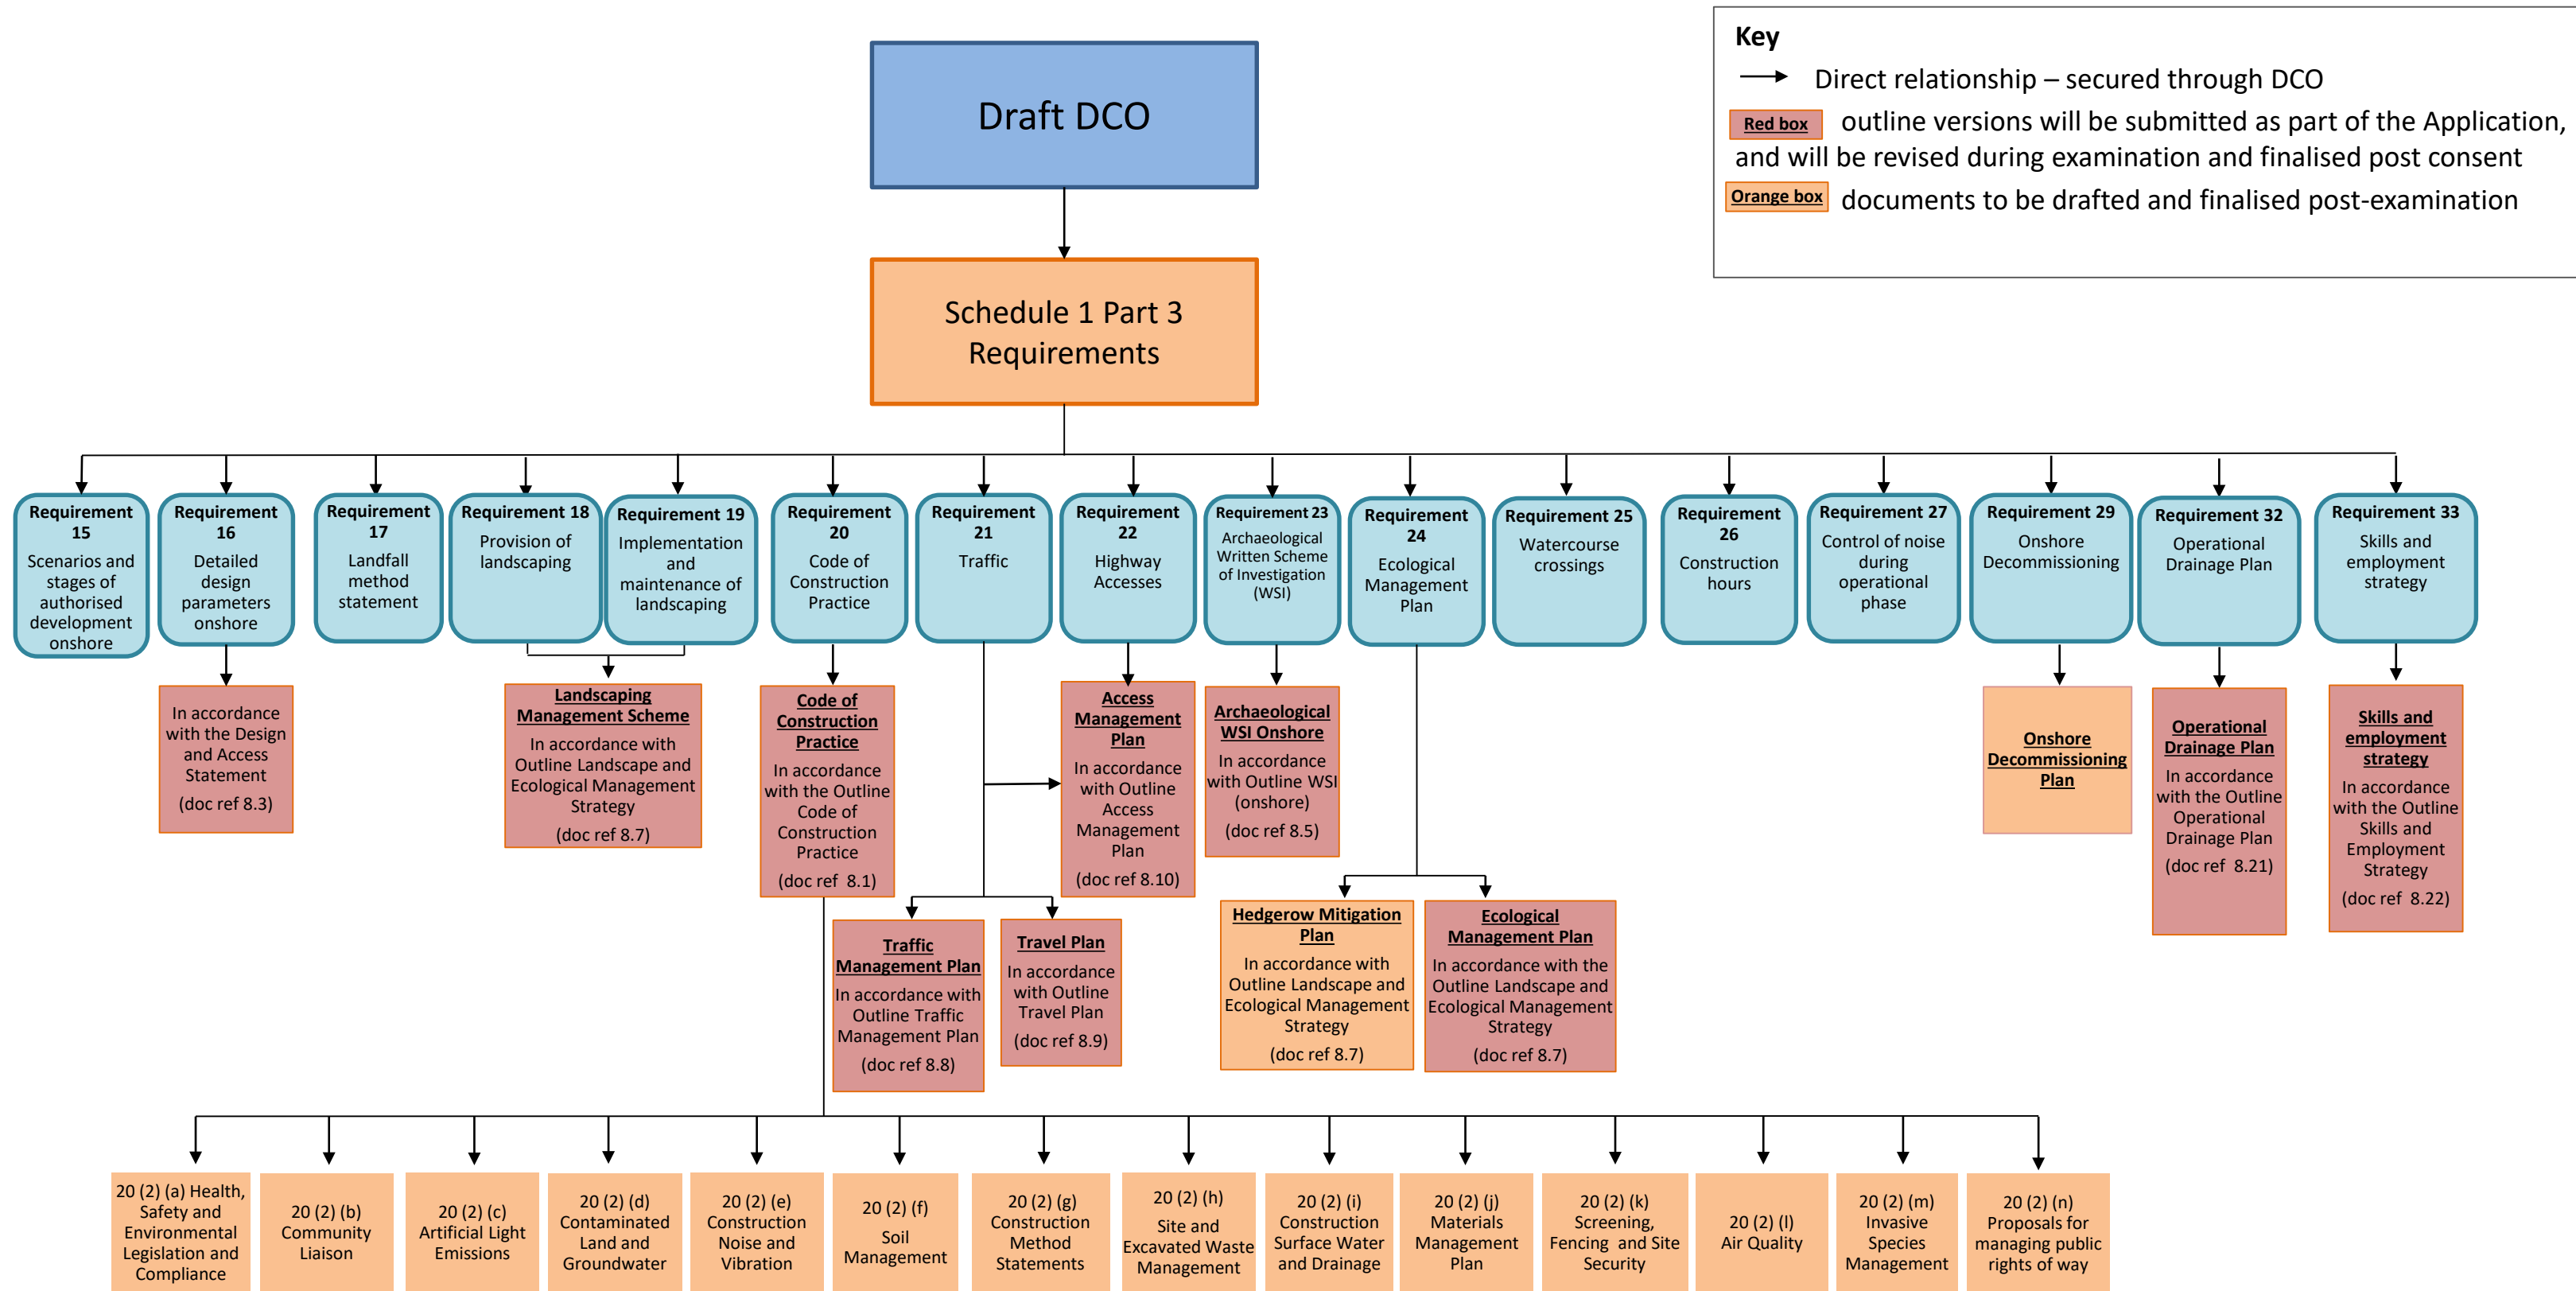 Draft DCO
Key
Direct relationship – secured through DCO
Red box outline versions will be submitted as part of the Application,
and will be revised during examination and finalised post consent
Orange box documents to be drafted and finalised post-examination
Schedule 1 Part 3
Requirements
Requirement
15
Scenarios and
stages of
authorised
development
onshore
Requirement
16
Detailed
design
parameters
onshore
Requirement
17
Landfall
method
statement
Requirement 18
Provision of
landscaping
Requirement 19
Implementation
and
maintenance of
landscaping
Requirement
20
Code of
Construction
Practice
Requirement
21
Traffic
Requirement
22
Highway
Accesses
Requirement 23
Archaeological
Written Scheme
of Investigation
(WSI)
Requirement
24
Ecological
Management
Plan
Requirement 25
Watercourse
crossings
Requirement
26
Construction
hours
Requirement 27
Control of noise
during
operational
phase
Requirement 29
Onshore
Decommissioning
Requirement 32
Operational
Drainage Plan
Requirement 33
Skills and
employment
strategy
In accordance
with the Design
and Access
Statement
(doc ref 8.3)
Landscaping
Management Scheme
In accordance with
Outline Landscape and
Ecological Management
Strategy
(doc ref 8.7)
Code of
Construction
Practice
In accordance
with the Outline
Code of
Construction
Practice
(doc ref 8.1)
Access
Management
Plan
In accordance
with Outline
Access
Management
Plan
(doc ref 8.10)
Archaeological
WSI Onshore
In accordance
with Outline WSI
(onshore)
(doc ref 8.5)
Onshore
Decommissioning
Plan
Operational
Drainage Plan
In accordance
with the Outline
Operational
Drainage Plan
(doc ref 8.21)
Skills and
employment
strategy
In accordance
with the Outline
Skills and
Employment
Strategy
(doc ref 8.22)
Traffic
Management Plan
In accordance with
Outline Traffic
Management Plan
(doc ref 8.8)
Travel Plan
In accordance
with Outline
Travel Plan
(doc ref 8.9)
Hedgerow Mitigation
Plan
In accordance with
Outline Landscape and
Ecological Management
Strategy
(doc ref 8.7)
Ecological
Management Plan
In accordance with the
Outline Landscape and
Ecological Management
Strategy
(doc ref 8.7)
20 (2) (a) Health,
Safety and
Environmental
Legislation and
Compliance
20 (2) (b)
Community
Liaison
20 (2) (c)
Artificial Light
Emissions
20 (2) (d)
Contaminated
Land and
Groundwater
20 (2) (e)
Construction
Noise and
Vibration
20 (2) (f)
Soil
Management
20 (2) (g)
Construction
Method
Statements
20 (2) (h)
Site and
Excavated Waste
Management
20 (2) (i)
Construction
Surface Water
and Drainage
20 (2) (j)
Materials
Management
Plan
20 (2) (k)
Screening,
Fencing and Site
Security
20 (2) (l)
Air Quality
20 (2) (m)
Invasive
Species
Management
20 (2) (n)
Proposals for
managing public
rights of way